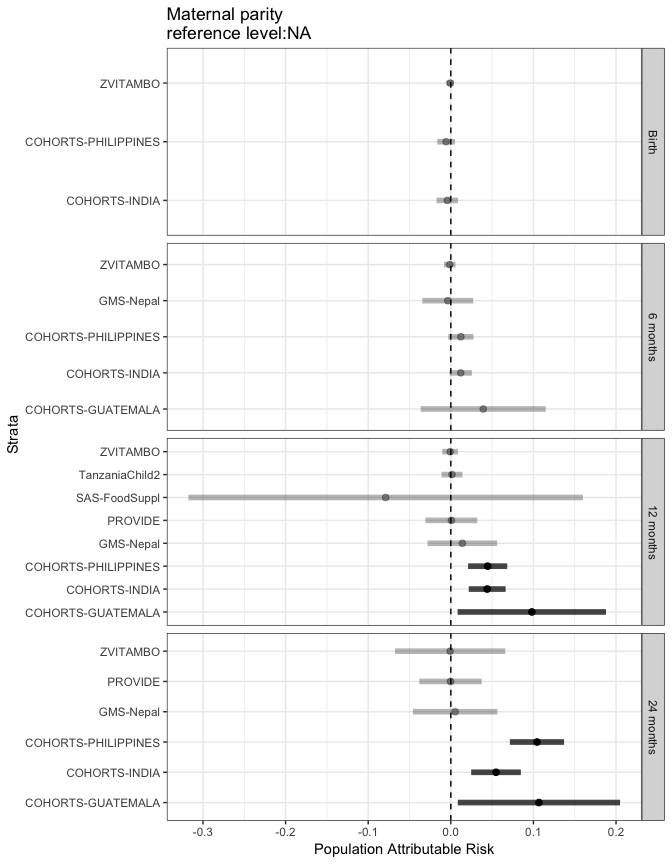 Maternal parity
reference level:NA
Strata
ZVITAMBO
COHORTS-PHILIPPINES
COHORTS-INDIA
Birth
ZVITAMBO
GMS-Nepal
COHORTS-PHILIPPINES
COHORTS-INDIA
COHORTS-GUATEMALA
6 months
ZVITAMBO
TanzaniaChild2
SAS-FoodSuppl
PROVIDE
GMS-Nepal
COHORTS-PHILIPPINES
COHORTS-INDIA
COHORTS-GUATEMALA
12 months
ZVITAMBO
PROVIDE
GMS-Nepal
COHORTS-PHILIPPINES
COHORTS-INDIA
COHORTS-GUATEMALA
24 months
-0.3 -0.2 -0.1 0.0 0.1 0.2
Population Attributable Risk